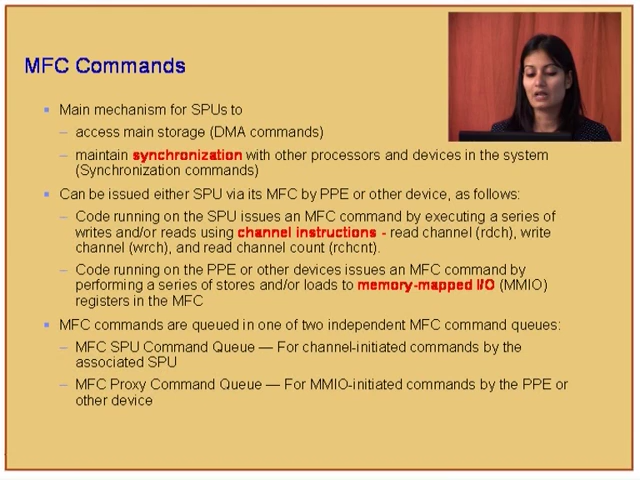 MFC Commands
Main mechanism for SPUs to
– access main storage (DMA commands)
– maintain synchronization with other processors and devices in the system
(Synchronization commands)
Can be issued either SPU via its MFC by PPE or other device, as follows:
– Code running on the SPU issues an MFC command by executing a series of
writes and/or reads using channel instructions - read channel (rdch), write
channel (wrch), and read channel count (rchcnt).
– Code running on the PPE or other devices issues an MFC command by
performing a series of stores and/or loads to memory-mapped I/O (MMIO)
registers in the MFC
MFC commands are queued in one of two independent MFC command queues:
– MFC SPU Command Queue — For channel-initiated commands by the
associated SPU
– MFC Proxy Command Queue — For MMIO-initiated commands by the PPE or
other device